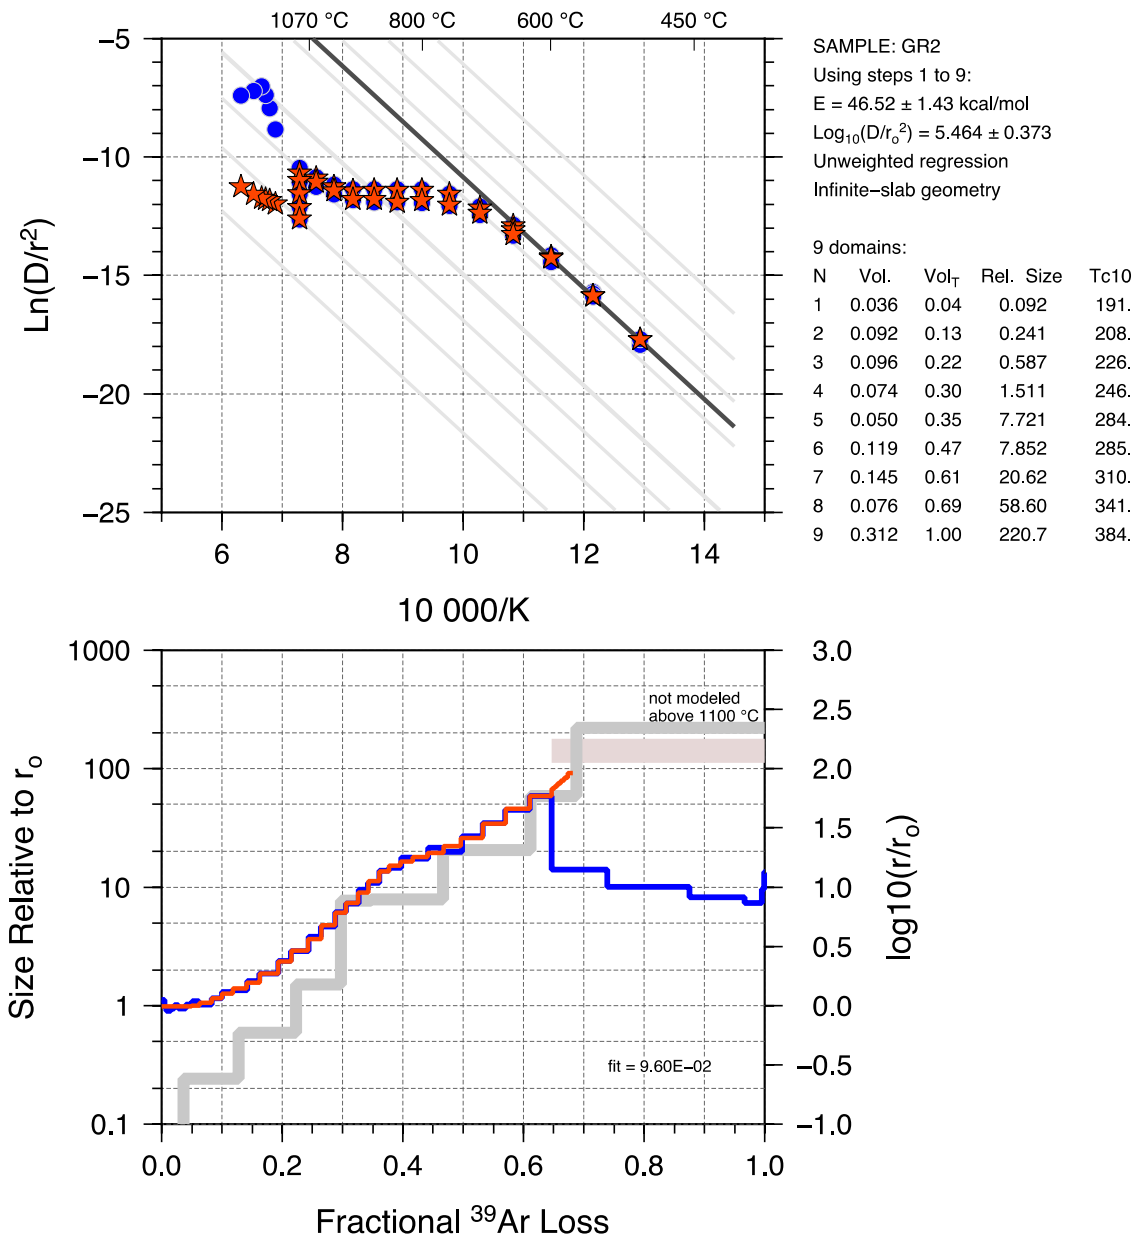 1070 °C 800 °C 600 °C 450 °C
−5
−10
−15
−20
−25
Ln(D/r²)
6 8 10 12 14
10 000/K
SAMPLE: GR2
Using steps 1 to 9:
E = 46.52 ± 1.43 kcal/mol
Log₁₀(D/rₒ²) = 5.464 ± 0.373
Unweighted regression
Infinite−slab geometry
9 domains:
N Vol. Vol_T Rel. Size Tc10
1 0.036 0.04 0.092 191.
2 0.092 0.13 0.241 208.
3 0.096 0.22 0.587 226.
4 0.074 0.30 1.511 246.
5 0.050 0.35 7.721 284.
6 0.119 0.47 7.852 285.
7 0.145 0.61 20.62 310.
8 0.076 0.69 58.60 341.
9 0.312 1.00 220.7 384.
1000
100
10
1
0.1
Size Relative to rₒ
not modeled
above 1100 °C
fit = 9.60E−02
3.0
2.5
2.0
1.5
1.0
0.5
0.0
−0.5
−1.0
log10(r/rₒ)
0.0 0.2 0.4 0.6 0.8 1.0
Fractional ³⁹Ar Loss